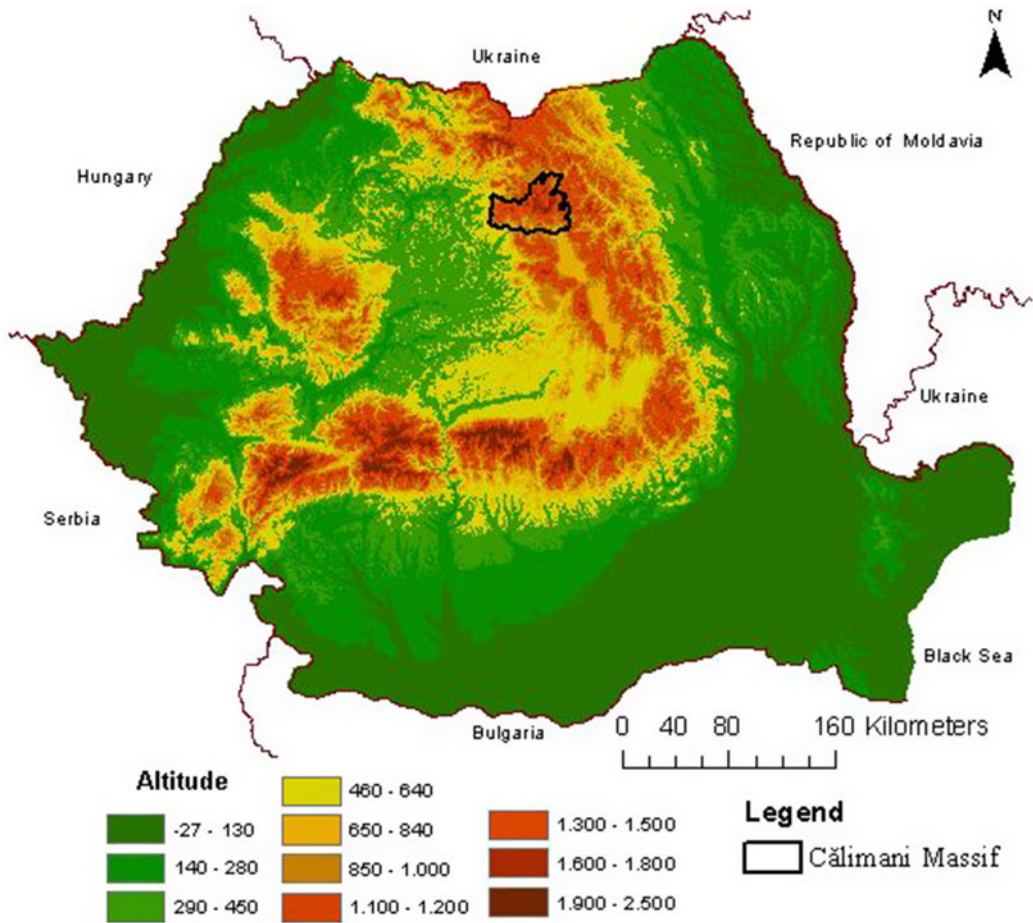 N
Ukraine
Republic of Moldavia
Hungary
Ukraine
Serbia
Black Sea
Bulgaria
0 40 80 160 Kilometers
Altitude
-27 - 130
140 - 280
290 - 450
460 - 640
650 - 840
850 - 1.000
1.100 - 1.200
1.300 - 1.500
1.600 - 1.800
1.900 - 2.500
Legend
Călimani Massif